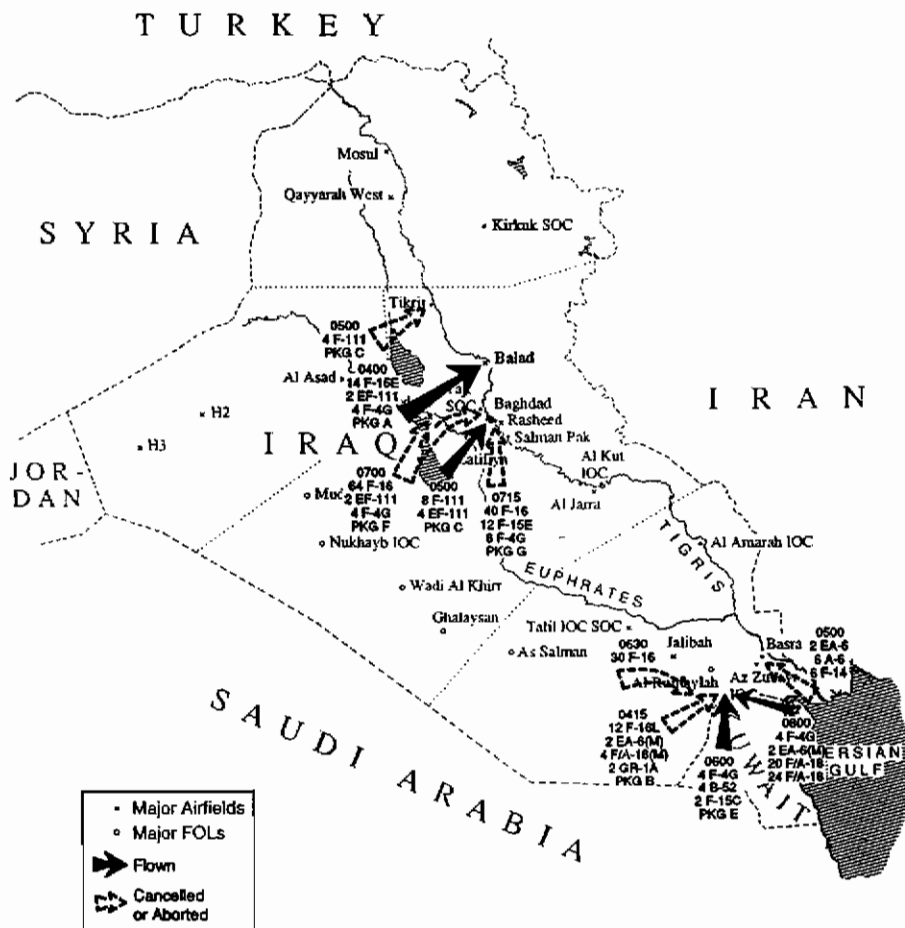 TURKEY
Mosul
Qayyarah West
SYRIA
Kirkuk SOC
Tikrit
0500
4 F-111
PKG C
Balad
Al Asad
0400
14 F-15E
2 EF-111
4 F-4G
PKG A
SOC
Baghdad
Rasheed
Salman Pak
IRAN
H2
H3
IRAQ
JOR-
DAN
Al Kut
IOC
Al Jarra
0700
64 F-16
2 EF-111
4 F-4G
PKG F
0500
8 F-111
4 EF-111
PKG C
0715
40 F-16
12 F-15E
8 F-4G
PKG G
Nukhayb IOC
TIGRIS
Al Amarah IOC
EUPHRATES
Wadi Al Khirr
Ghalaysan
Talil IOC SOC
As Salman
0630
30 F-16
Jalibah
Basra
0500
2 EA-6
6 A-6
6 F-14
0415
12 F-16L
2 EA-6(M)
4 F/A-18(M)
2 GR-1A
PKG B
0600
4 F-4G
4 B-52
2 F-15C
PKG E
0800
4 F-4G
2 EA-6(M)
20 F/A-18
24 F/A-18
ERSIAN
GULF
UWAIT
SAUDI ARABIA
Major Airfields
Major FOLs
Flown
Cancelled
or Aborted